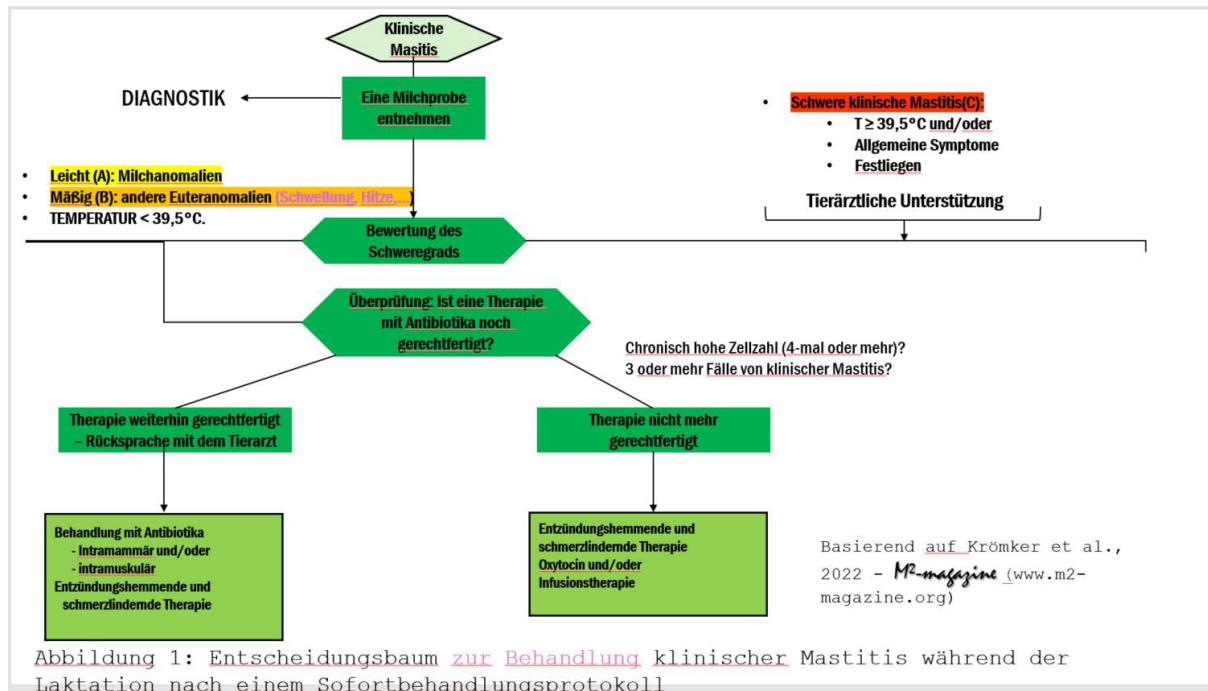 Klinische
Masitis
DIAGNOSTIK
Eine Milchprobe
entnehmen
• Schwere klinische Mastitis(C):
• T ≥ 39,5°C und/oder
• Allgemeine Symptome
• Festliegen
Tierärztliche Unterstützung
• Leicht (A): Milchanomalien
• Mäßig (B): andere Euteranomalien (Schwellung, Hitze,...)
• TEMPERATUR < 39,5°C.
Bewertung des
Schweregrads
Überprüfung: Ist eine Therapie
mit Antibiotika noch
gerechtfertigt?
Chronisch hohe Zellzahl (4-mal oder mehr)?
3 oder mehr Fälle von klinischer Mastitis?
Therapie weiterhin gerechtfertigt
– Rücksprache mit dem Tierarzt
Therapie nicht mehr
gerechtfertigt
Behandlung mit Antibiotika
- Intramammär und/oder
- intramuskulär
Entzündungshemmende und
schmerzlindernde Therapie
Entzündungshemmende und
schmerzlindernde Therapie
Oxytocin und/oder
Infusionstherapie
Basierend auf Krömker et al.,
2022 - M²-magazine (www.m2-
magazine.org)
Abbildung 1: Entscheidungsbaum zur Behandlung klinischer Mastitis während der
Laktation nach einem Sofortbehandlungsprotokoll